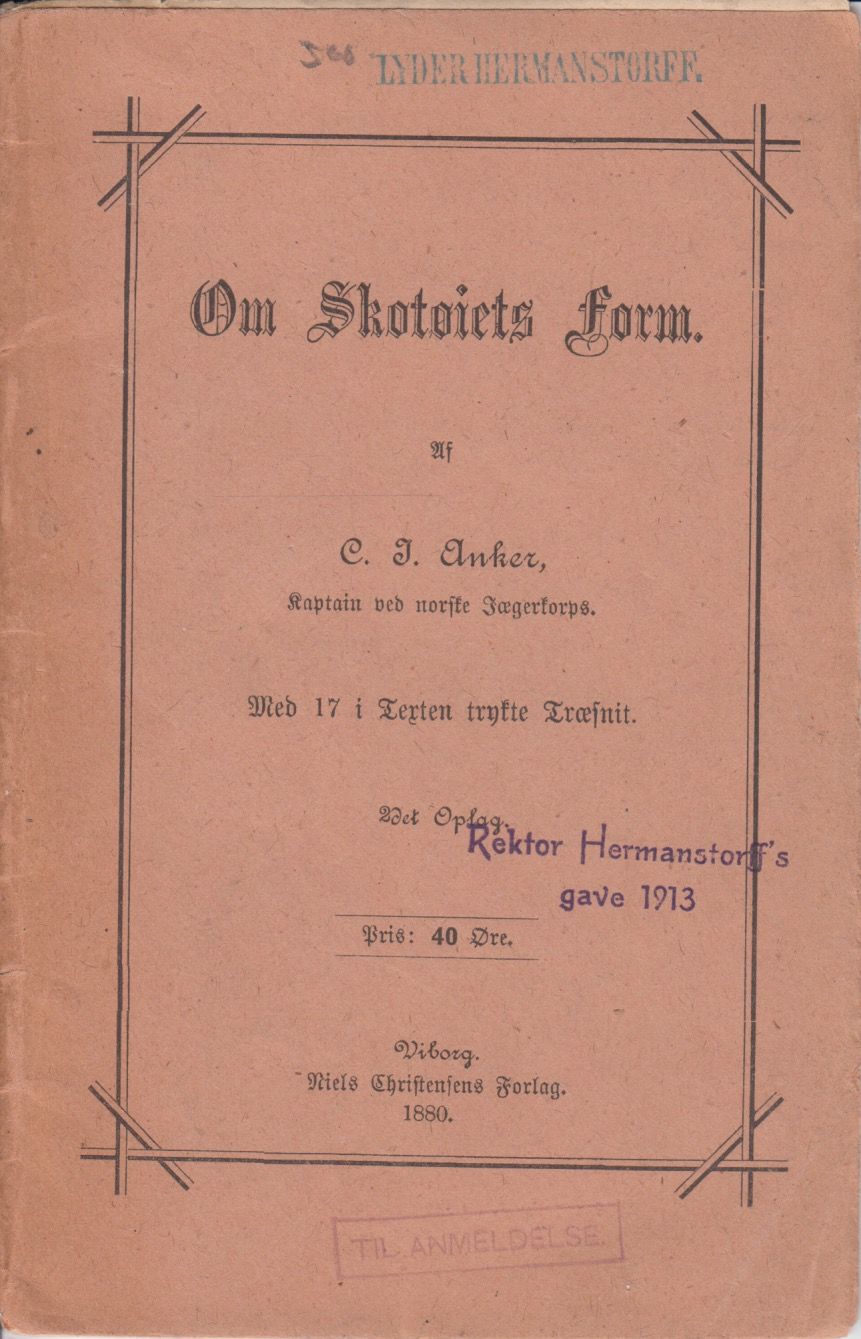 LYDER HERMANSTORFF.
Om Skotøiets Form.
Af
C. J. Anker,
Kaptain ved norske Jægerkorps.
Med 17 i Texten trykte Træsnit.
2det Oplag.
Rektor Hermanstorff's
gave 1913
Pris: 40 Øre.
Viborg.
Niels Christensens Forlag.
1880.
TIL ANMELDELSE.